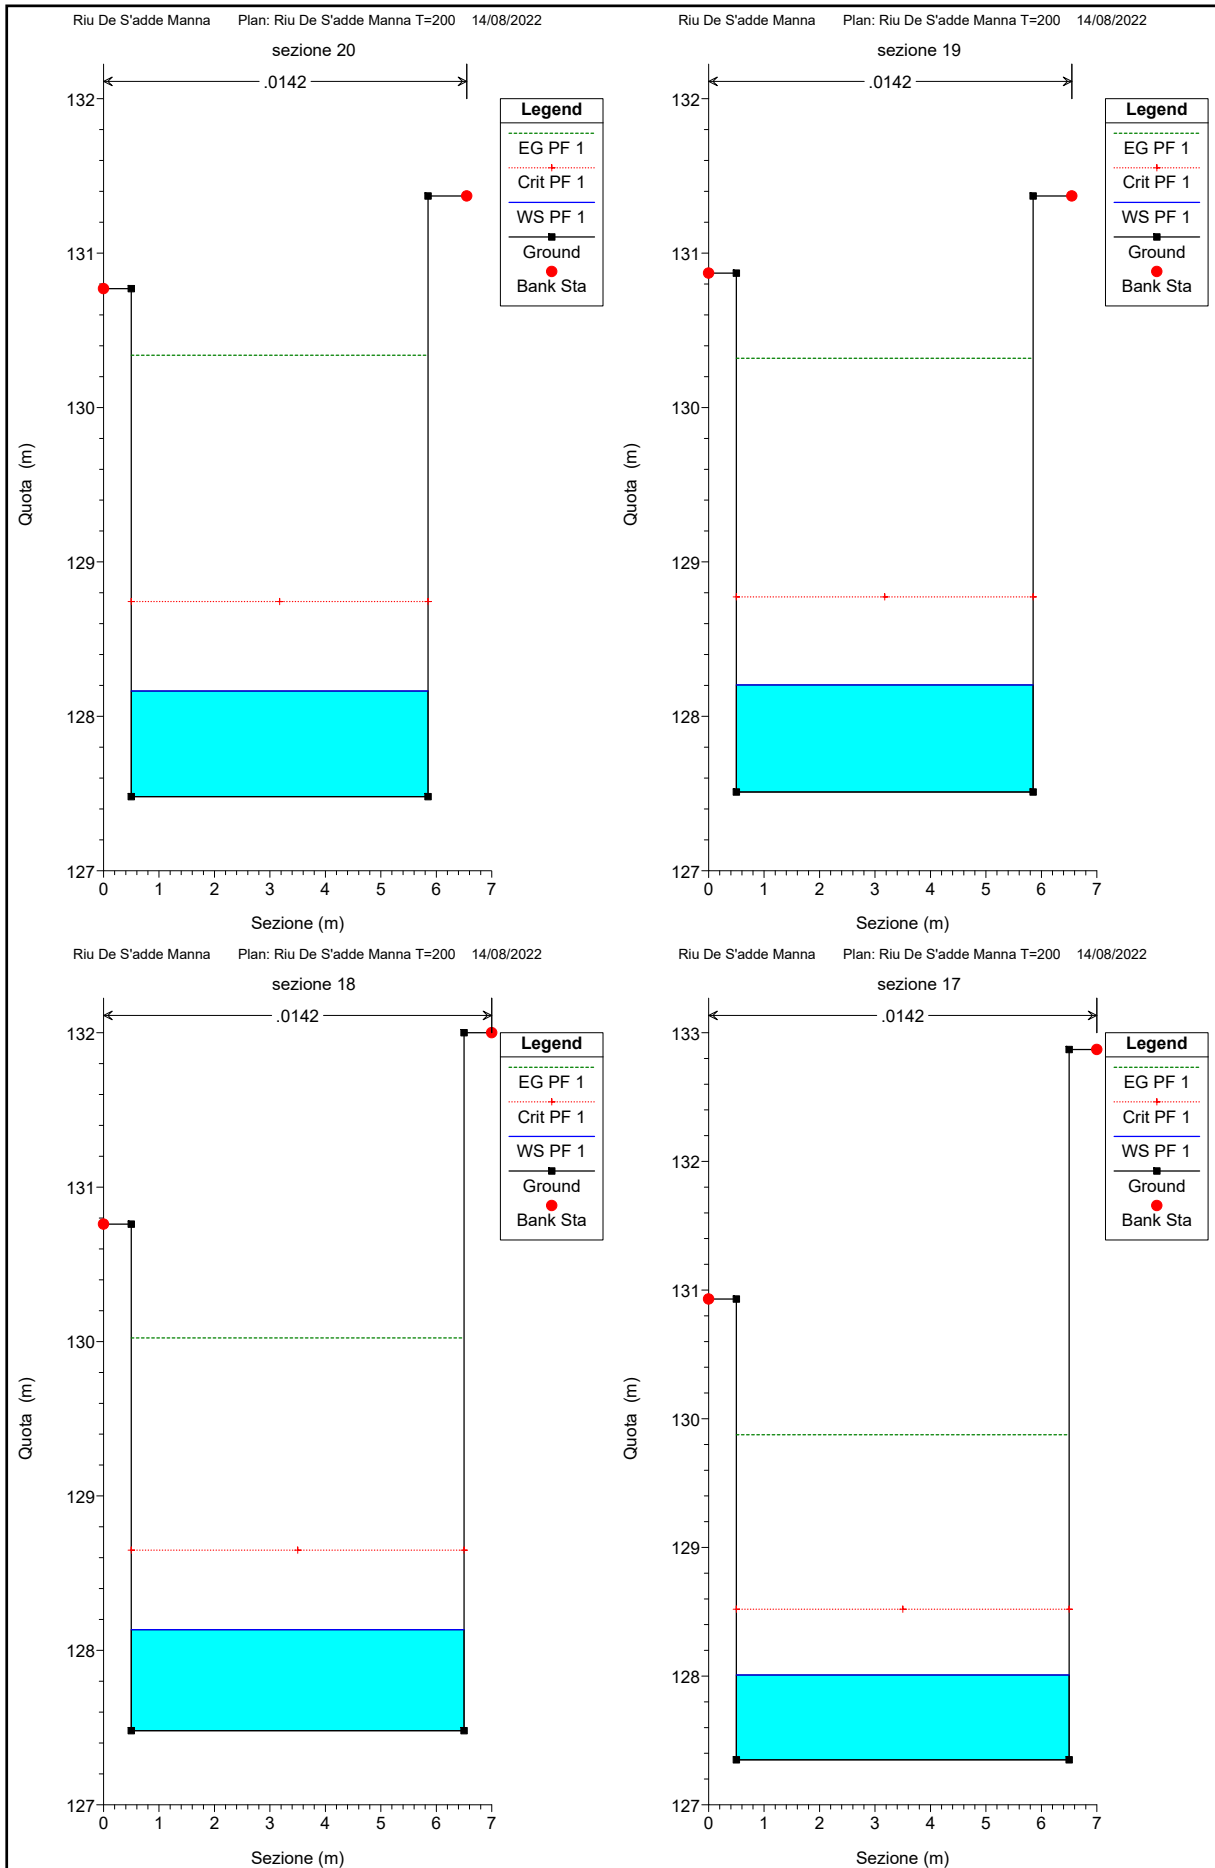 Riu De S'adde Manna Plan: Riu De S'adde Manna T=200 14/08/2022
sezione 20
.0142
Legend
EG PF 1
Crit PF 1
WS PF 1
Ground
Bank Sta
132
131
130
129
128
127
Quota (m)
0 1 2 3 4 5 6 7
Sezione (m)
Riu De S'adde Manna Plan: Riu De S'adde Manna T=200 14/08/2022
sezione 19
.0142
Legend
EG PF 1
Crit PF 1
WS PF 1
Ground
Bank Sta
132
131
130
129
128
127
Quota (m)
0 1 2 3 4 5 6 7
Sezione (m)
Riu De S'adde Manna Plan: Riu De S'adde Manna T=200 14/08/2022
sezione 18
.0142
Legend
EG PF 1
Crit PF 1
WS PF 1
Ground
Bank Sta
132
131
130
129
128
127
Quota (m)
0 1 2 3 4 5 6 7
Sezione (m)
Riu De S'adde Manna Plan: Riu De S'adde Manna T=200 14/08/2022
sezione 17
.0142
Legend
EG PF 1
Crit PF 1
WS PF 1
Ground
Bank Sta
133
132
131
130
129
128
127
Quota (m)
0 1 2 3 4 5 6 7
Sezione (m)